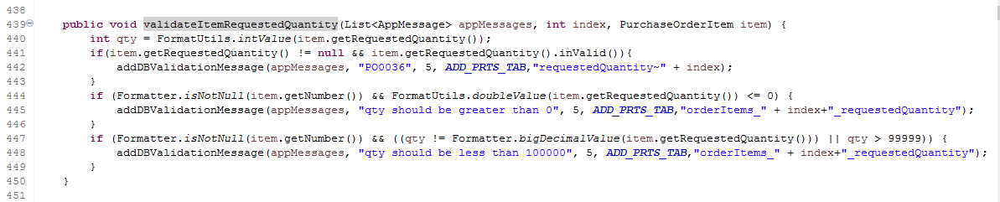 438
439 public void validateItemRequestedQuantity(List<AppMessage> appMessages, int index, PurchaseOrderItem item) {
440 int qty = FormatUtils.intValue(item.getRequestedQuantity());
441 if(item.getRequestedQuantity() != null && item.getRequestedQuantity().inValid()){
442 addDBValidationMessage(appMessages, "PO0036", 5, ADD_PRTS_TAB,"requestedQuantity~" + index);
443 }
444 if (Formatter.isNotNull(item.getNumber()) && FormatUtils.doubleValue(item.getRequestedQuantity()) <= 0) {
445 addDBValidationMessage(appMessages, "qty should be greater than 0", 5, ADD_PRTS_TAB,"orderItems_" + index+"_requestedQuantity");
446 }
447 if (Formatter.isNotNull(item.getNumber()) && ((qty != Formatter.bigDecimalValue(item.getRequestedQuantity())) || qty > 99999)) {
448 addDBValidationMessage(appMessages, "qty should be less than 100000", 5, ADD_PRTS_TAB,"orderItems_" + index+"_requestedQuantity");
449 }
450 }
451